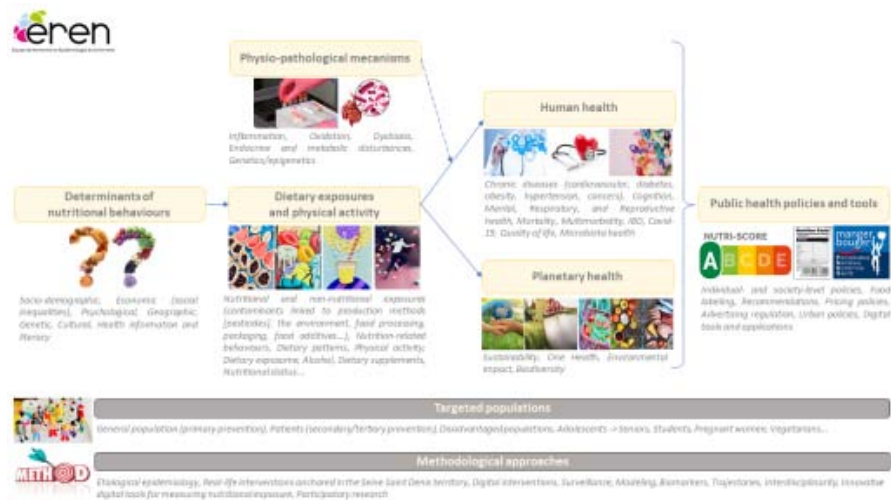 eren
Physio-pathological mecanisms
Inflammation, Oxidation, Dysbiosis,
Endocrine and metabolic disturbances,
Genetics/epigenetics
Human health
Chronic diseases (cardiovascular, diabetes,
obesity, hypertension, cancers), Cognition,
Mental, Respiratory, and Reproductive
health, Mortality, Multimorbidity, IBD, Covid-
19; Quality of life, Microbiota health
Determinants of
nutritional behaviours
Socio-demographic, Economic (social
inequalities), Psychological, Geographic,
Genetic, Cultural, Health information and
literacy
Dietary exposures
and physical activity
Nutritional and non-nutritional exposures
(contaminants linked to production methods
[pesticides], the environment, food processing,
packaging, food additives...), Nutrition-related
behaviours, Dietary patterns, Physical activity;
Dietary exposome; Alcohol, Dietary supplements,
Nutritional status...
Planetary health
Sustainability, One Health, Environmental
impact, Biodiversity
Public health policies and tools
NUTRI-SCORE
A B C D E
manger
bouger
Individual- and society-level policies, Food
labeling, Recommendations, Pricing policies,
Advertising regulation, Urban policies, Digital
tools and applications
Targeted populations
General population (primary prevention), Patients (secondary/tertiary prevention), Disadvantaged populations, Adolescents -> Seniors, Students, Pregnant women, Vegetarians...
METH@D
Methodological approaches
Etiological epidemiology, Real-life interventions anchored in the Seine Saint Denis territory, Digital interventions, Surveillance, Modeling, Biomarkers, Trajectories, Interdisciplinarity, Innovative
digital tools for measuring nutritional exposure, Participatory research